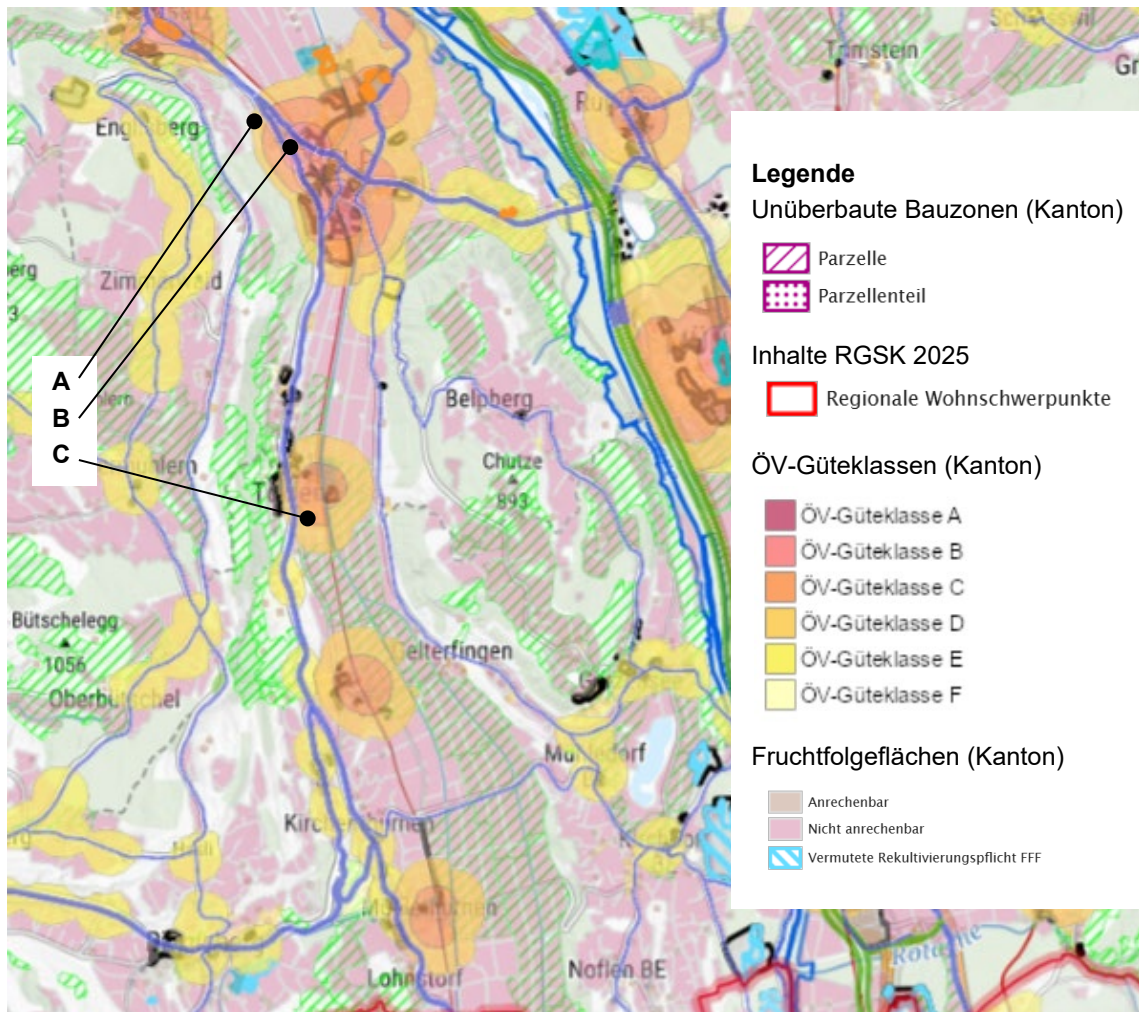 Trimstein
Gr
Englisberg
A
B
C
Belpberg
Chutze
893
Bütschelegg
1056
Oberbütschel
Gelterfingen
Mühledorf
Kirchenthurnen
Mühlethurnen
Lohnstorf
Noflen BE
Legende
Unüberbaute Bauzonen (Kanton)
Parzelle
Parzellenteil
Inhalte RGSK 2025
Regionale Wohnschwerpunkte
ÖV-Güteklassen (Kanton)
ÖV-Güteklasse A
ÖV-Güteklasse B
ÖV-Güteklasse C
ÖV-Güteklasse D
ÖV-Güteklasse E
ÖV-Güteklasse F
Fruchtfolgeflächen (Kanton)
Anrechenbar
Nicht anrechenbar
Vermutete Rekultivierungspflicht FFF